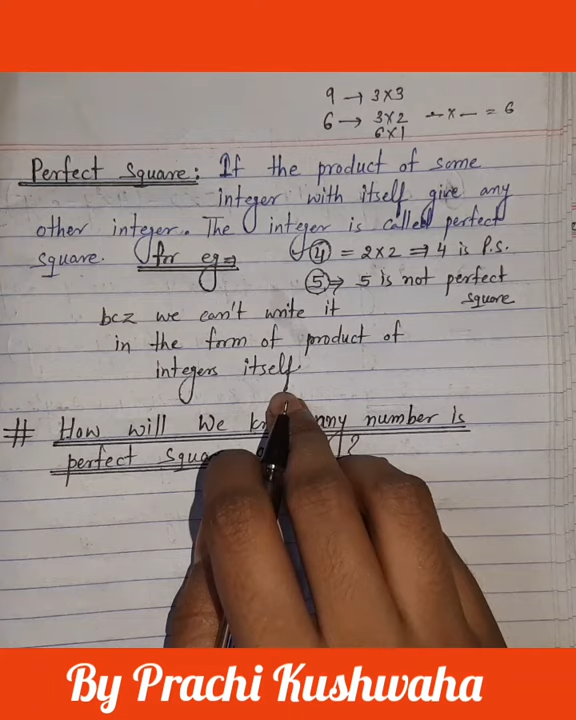 9 → 3×3
6 → 3×2 —×— = 6
6×1
Perfect Square: If the product of some
integer with itself give any
other integer. The integer is called perfect
square. for eg ⇒ ④ = 2×2 ⇒ 4 is P.S.
⑤ ⇒ 5 is not perfect
square
bcz we can't write it
in the form of product of
integers itself
# How will we number is
perfect
By Prachi Kushwaha